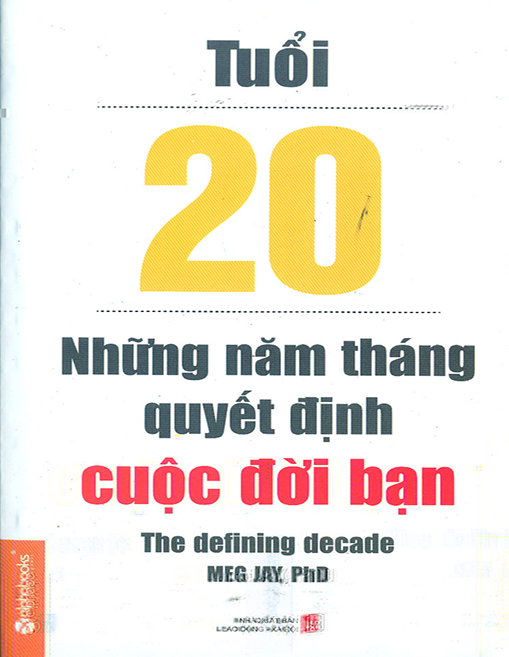 Tuổi
20
Những năm tháng
quyết định
cuộc đời bạn
The defining decade
MEG JAY, PhD
alphabooks
NHÀ XUẤT BẢN
LAO ĐỘNG - XÃ HỘI